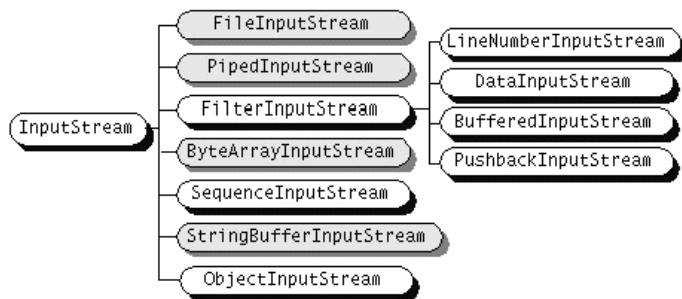 InputStream
FileInputStream
PipedInputStream
FilterInputStream
ByteArrayInputStream
SequenceInputStream
StringBufferInputStream
ObjectInputStream
LineNumberInputStream
DataInputStream
BufferedInputStream
PushbackInputStream